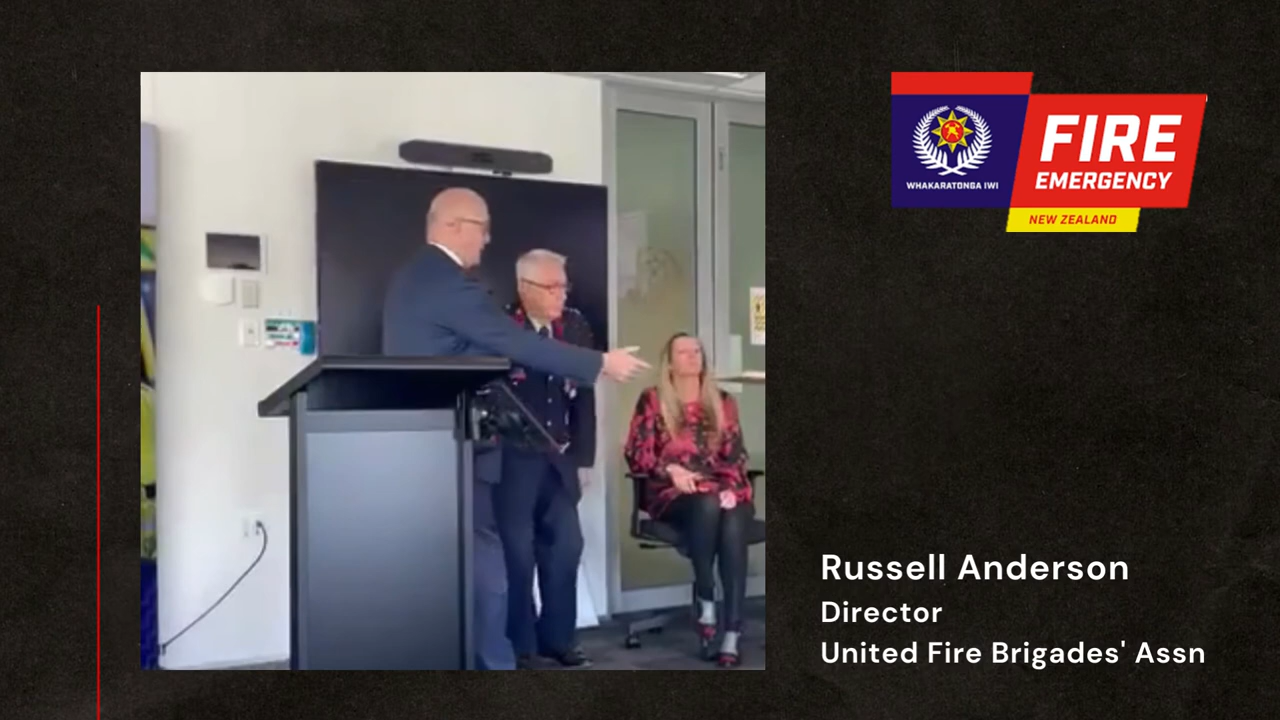 WHAKARATONGA IWI
FIRE
EMERGENCY
NEW ZEALAND
Russell Anderson
Director
United Fire Brigades' Assn